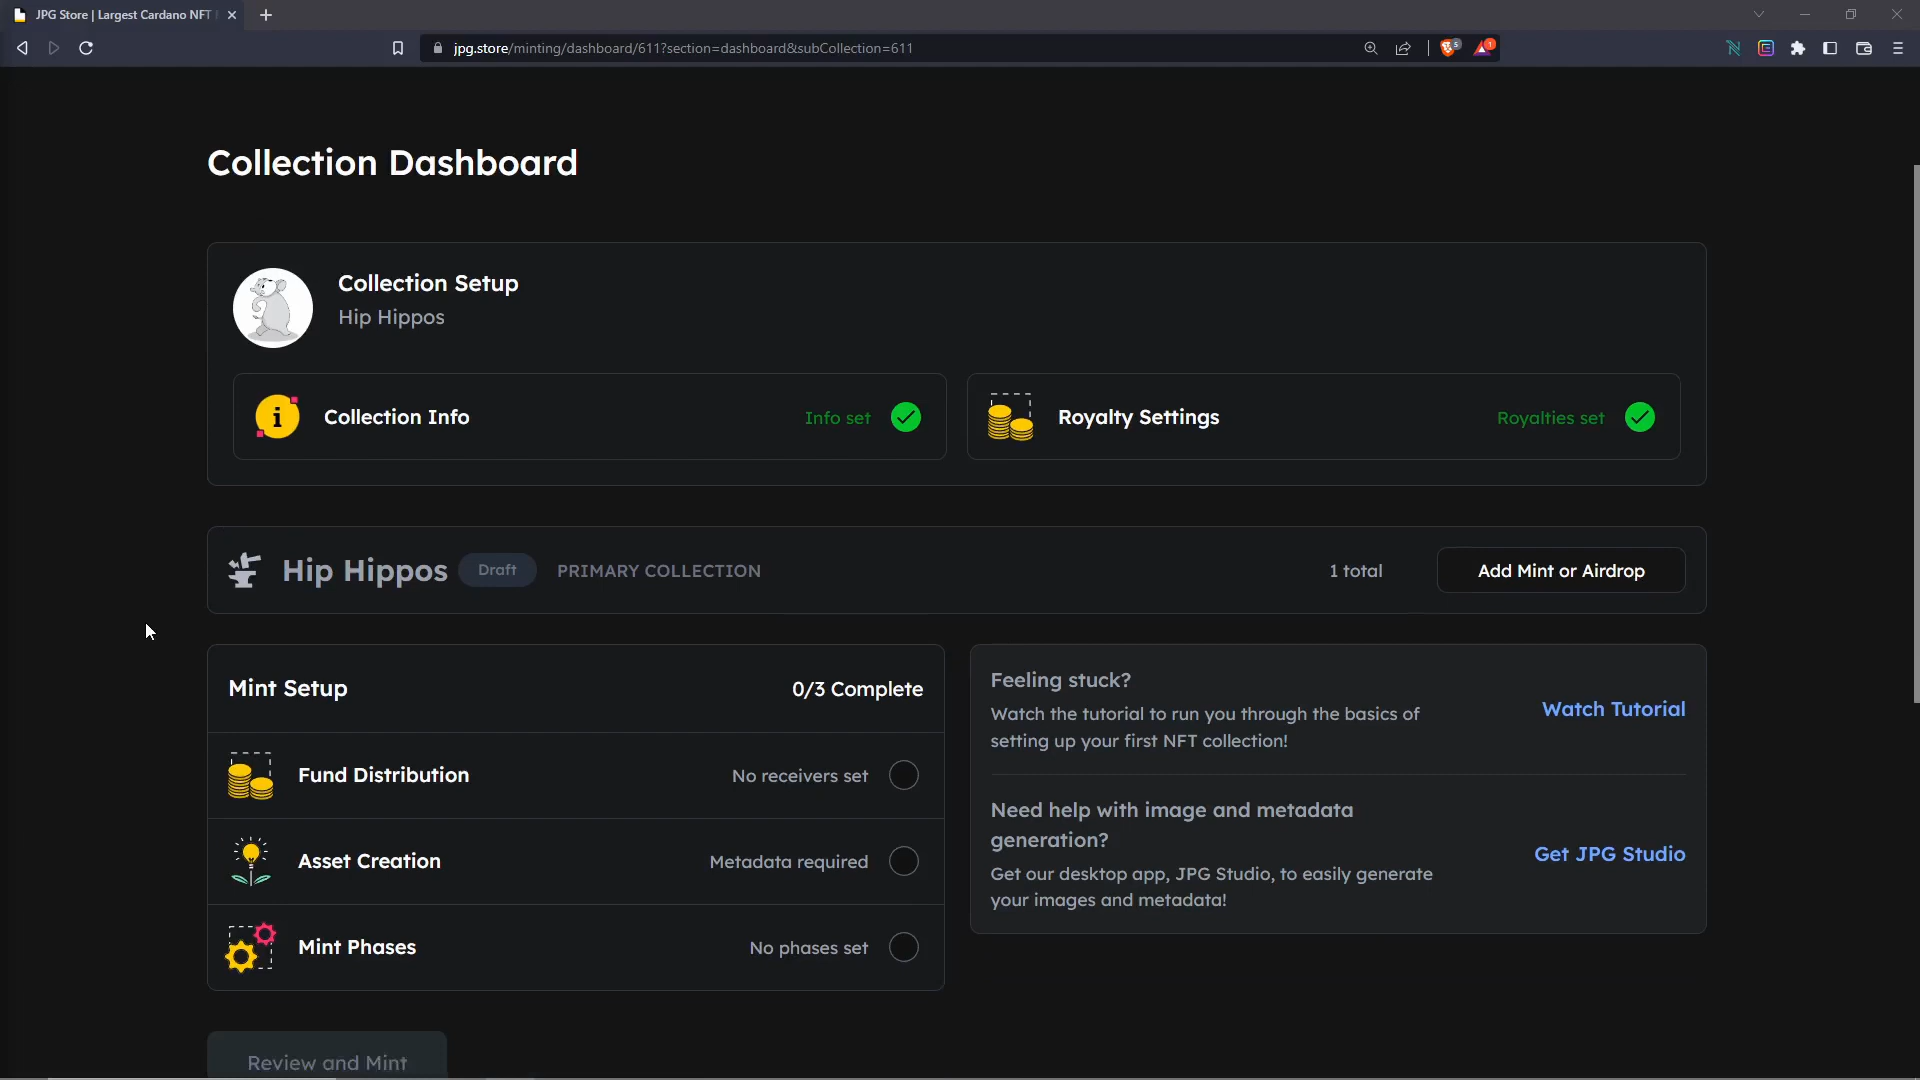 JPG Store | Largest Cardano NFT
jpg.store/minting/dashboard/611?section=dashboard&subCollection=611
5
1
Collection Dashboard
Collection Setup
Hip Hippos
i
Collection Info
Info set
Royalty Settings
Royalties set
Hip Hippos
Draft
PRIMARY COLLECTION
1 total
Add Mint or Airdrop
Mint Setup
0/3 Complete
Fund Distribution
No receivers set
Asset Creation
Metadata required
Mint Phases
No phases set
Feeling stuck?
Watch the tutorial to run you through the basics of
setting up your first NFT collection!
Watch Tutorial
Need help with image and metadata
generation?
Get our desktop app, JPG Studio, to easily generate
your images and metadata!
Get JPG Studio
Review and Mint